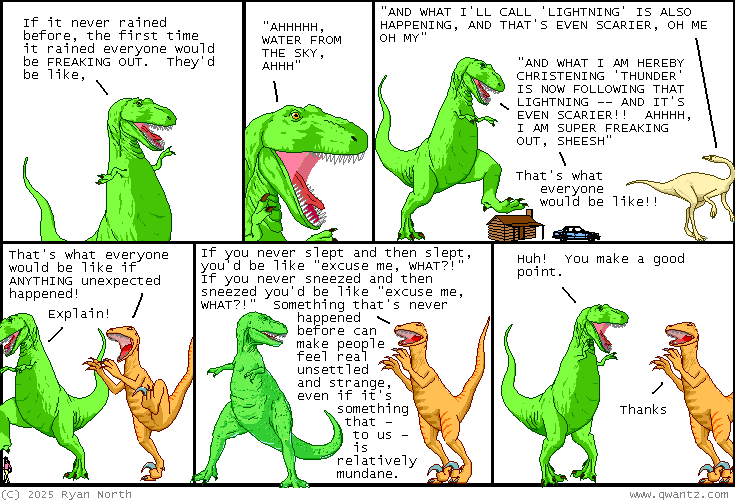 If it never rained
before, the first time
it rained everyone would
be FREAKING OUT.  They'd
be like,
"AHHHHH,
WATER FROM
THE SKY,
AHHH"
"AND WHAT I'LL CALL 'LIGHTNING' IS ALSO
HAPPENING, AND THAT'S EVEN SCARIER, OH ME
OH MY"
"AND WHAT I AM HEREBY
CHRISTENING 'THUNDER'
IS NOW FOLLOWING THAT
LIGHTNING -- AND IT'S
EVEN SCARIER!!  AHHHH,
I AM SUPER FREAKING
OUT, SHEESH"
That's what
everyone
would be like!!
That's what everyone
would be like if
ANYTHING unexpected
happened!
Explain!
If you never slept and then slept,
you'd be like "excuse me, WHAT?!"
If you never sneezed and then
sneezed you'd be like "excuse me,
WHAT?!"  Something that's never
happened
before can
make people
feel real
unsettled
and strange,
even if it's
something
that -
to us -
is
relatively
mundane.
Huh!  You make a good
point.
Thanks
(C) 2025 Ryan North
www.qwantz.com